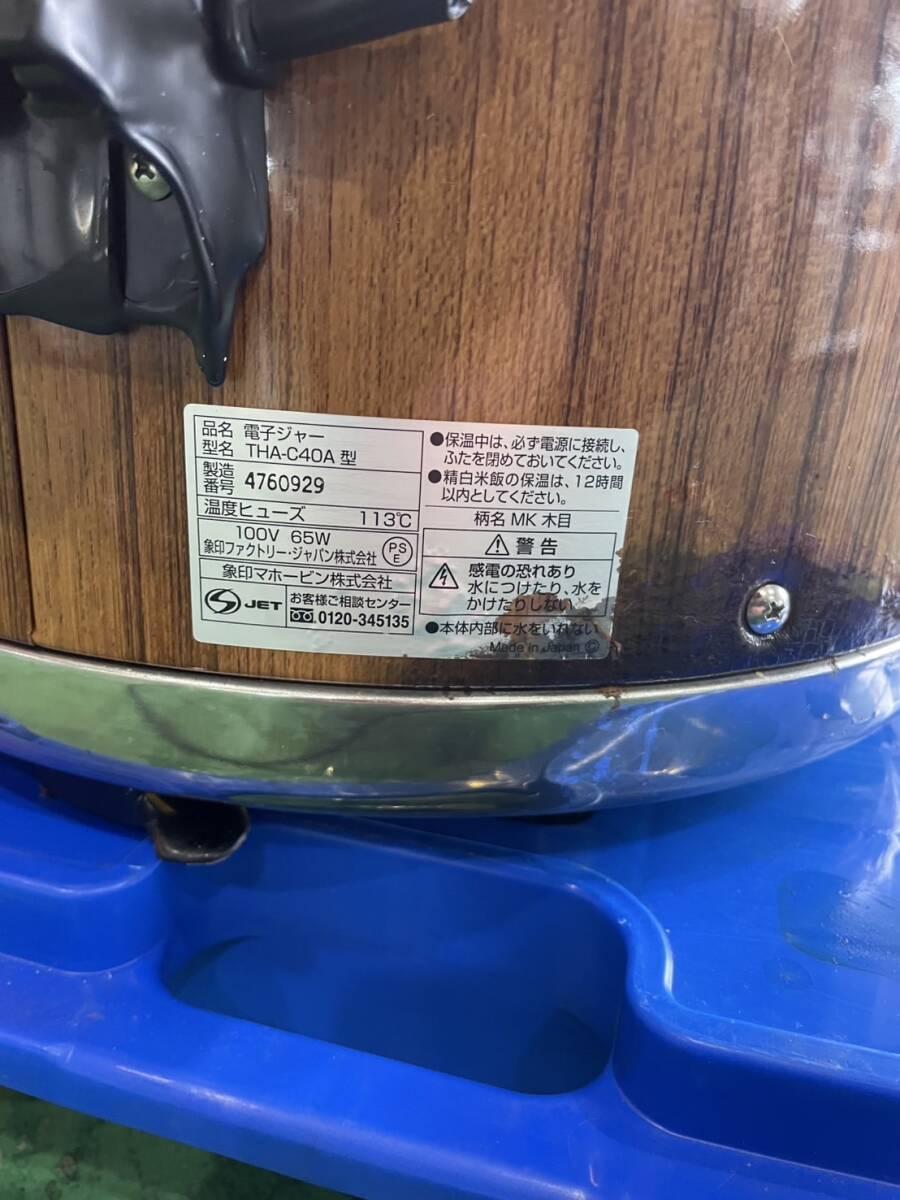 品名 電子ジャー
型名 THA-C40A 型
製造
番号 4760929
温度ヒューズ 113℃
100V 65W
象印ファクトリー・ジャパン株式会社
PS
E
象印マホービン株式会社
JET
お客様ご相談センター
0120-345135
●保温中は、必ず電源に接続し、
ふたを閉めておいてください。
●精白米飯の保温は、12時間
以内としてください。
柄名 MK 木目
警告
感電の恐れあり
水につけたり、水を
かけたりしない
●本体内部に水をいれない
Made in Japan Ⓒ